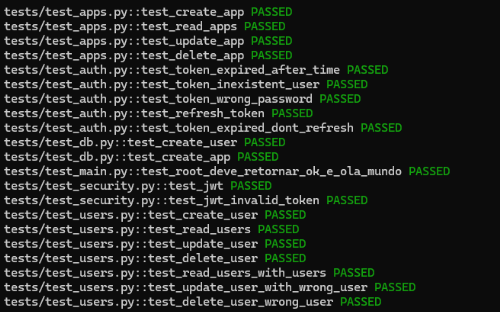 tests/test_apps.py::test_create_app PASSED
tests/test_apps.py::test_read_apps PASSED
tests/test_apps.py::test_update_app PASSED
tests/test_apps.py::test_delete_app PASSED
tests/test_auth.py::test_token_expired_after_time PASSED
tests/test_auth.py::test_token_inexistent_user PASSED
tests/test_auth.py::test_token_wrong_password PASSED
tests/test_auth.py::test_refresh_token PASSED
tests/test_auth.py::test_token_expired_dont_refresh PASSED
tests/test_db.py::test_create_user PASSED
tests/test_db.py::test_create_app PASSED
tests/test_main.py::test_root_deve_retornar_ok_e_ola_mundo PASSED
tests/test_security.py::test_jwt PASSED
tests/test_security.py::test_jwt_invalid_token PASSED
tests/test_users.py::test_create_user PASSED
tests/test_users.py::test_read_users PASSED
tests/test_users.py::test_update_user PASSED
tests/test_users.py::test_delete_user PASSED
tests/test_users.py::test_read_users_with_users PASSED
tests/test_users.py::test_update_user_with_wrong_user PASSED
tests/test_users.py::test_delete_user_wrong_user PASSED